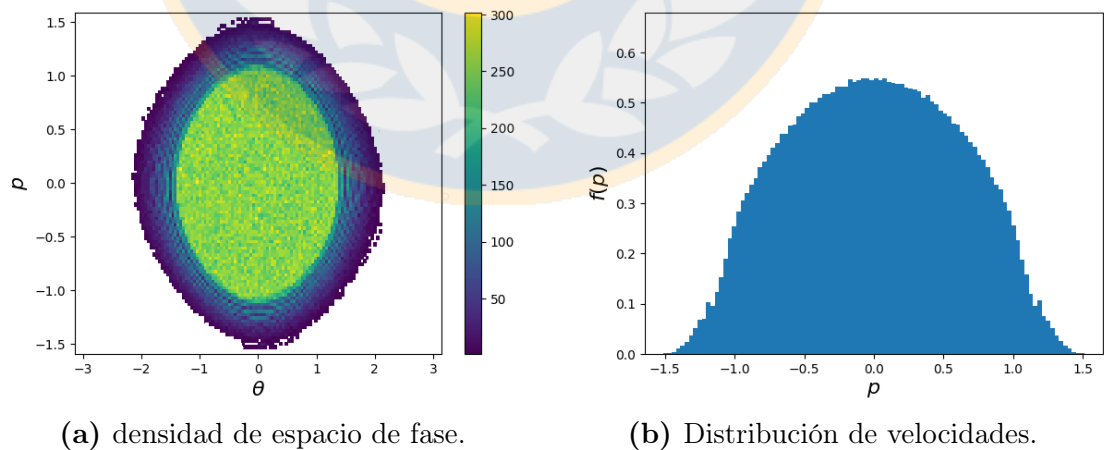 1.5
1.0
0.5
0.0
−0.5
−1.0
−1.5
p
−3 −2 −1 0 1 2 3
θ
300
250
200
150
100
50
0.6
0.5
0.4
0.3
0.2
0.1
0.0
f(p)
−1.5 −1.0 −0.5 0.0 0.5 1.0 1.5
p
(a) densidad de espacio de fase.
(b) Distribución de velocidades.